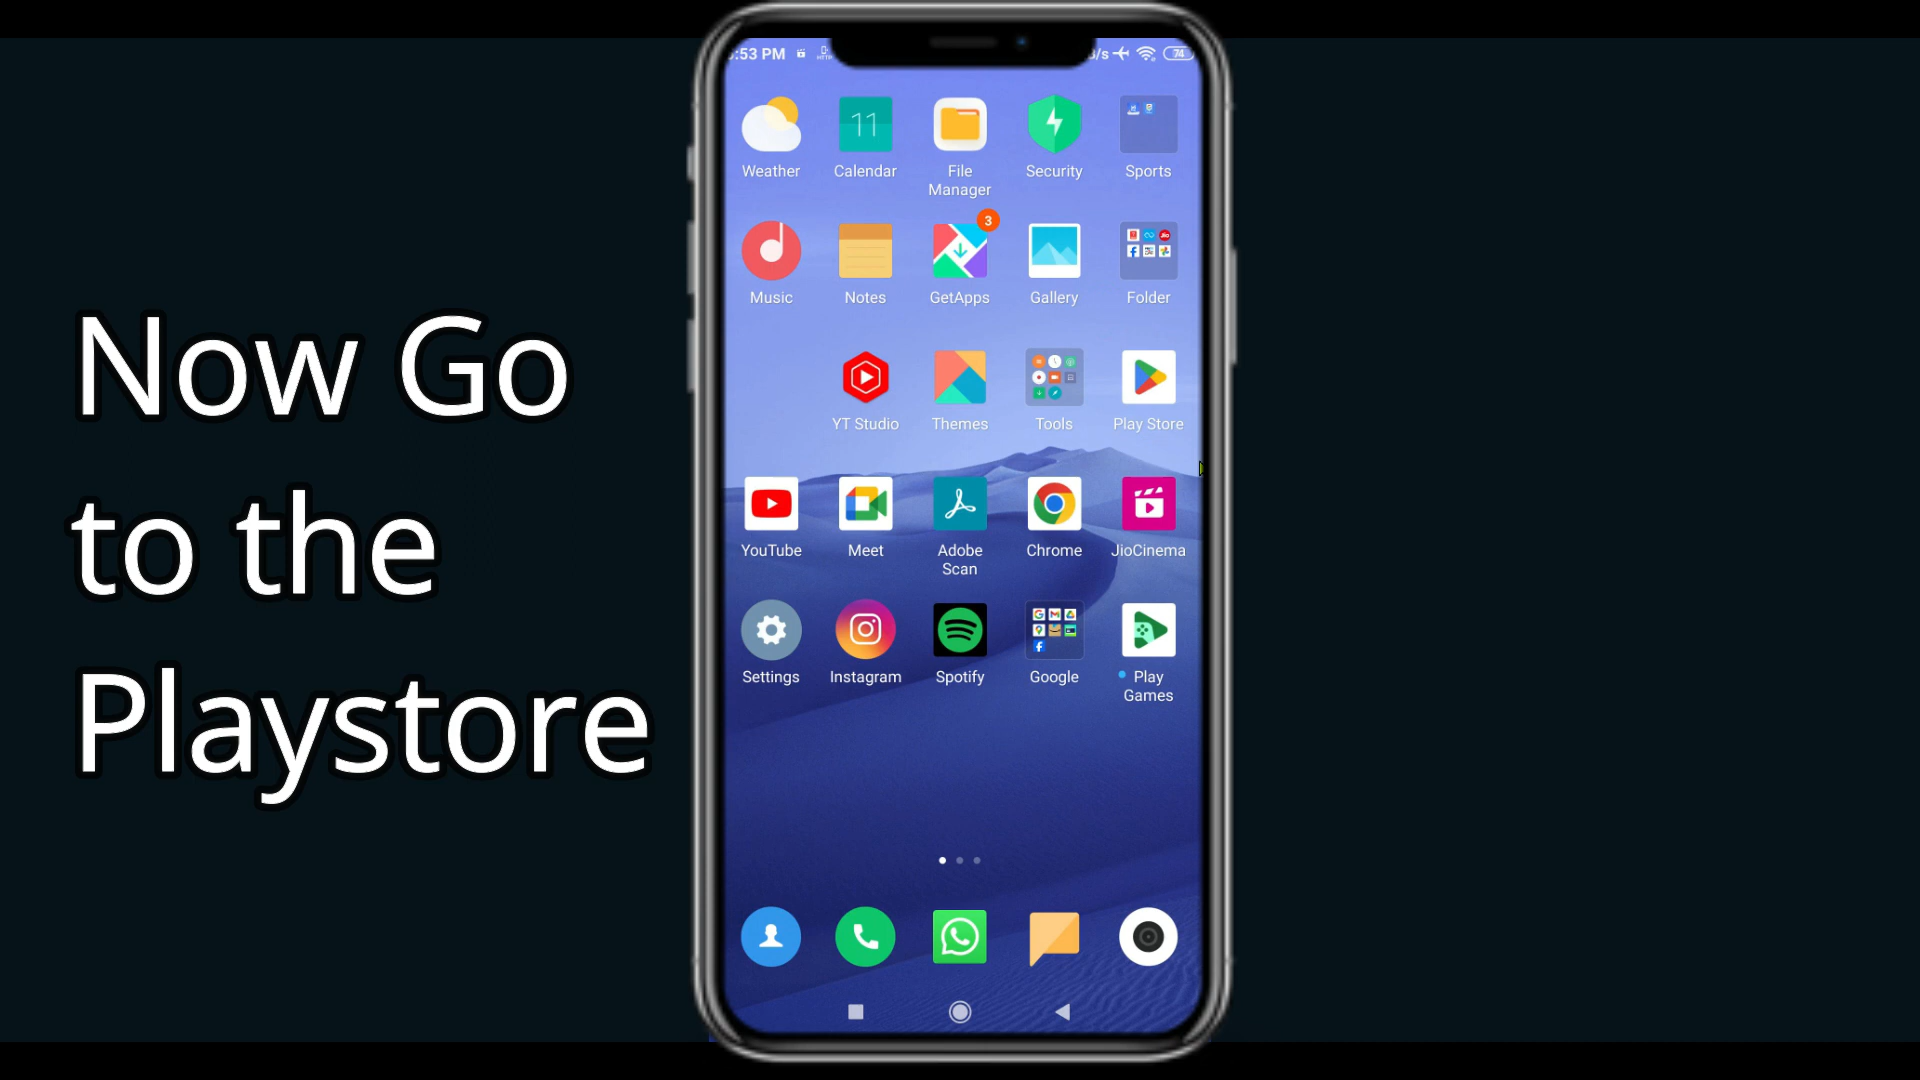 Now Go
to the
Playstore
:53 PM
/s
74
11
Weather
Calendar
File
Manager
Security
Sports
3
Music
Notes
GetApps
Gallery
Folder
YT Studio
Themes
Tools
Play Store
YouTube
Meet
Adobe
Scan
Chrome
JioCinema
Settings
Instagram
Spotify
Google
Play
Games